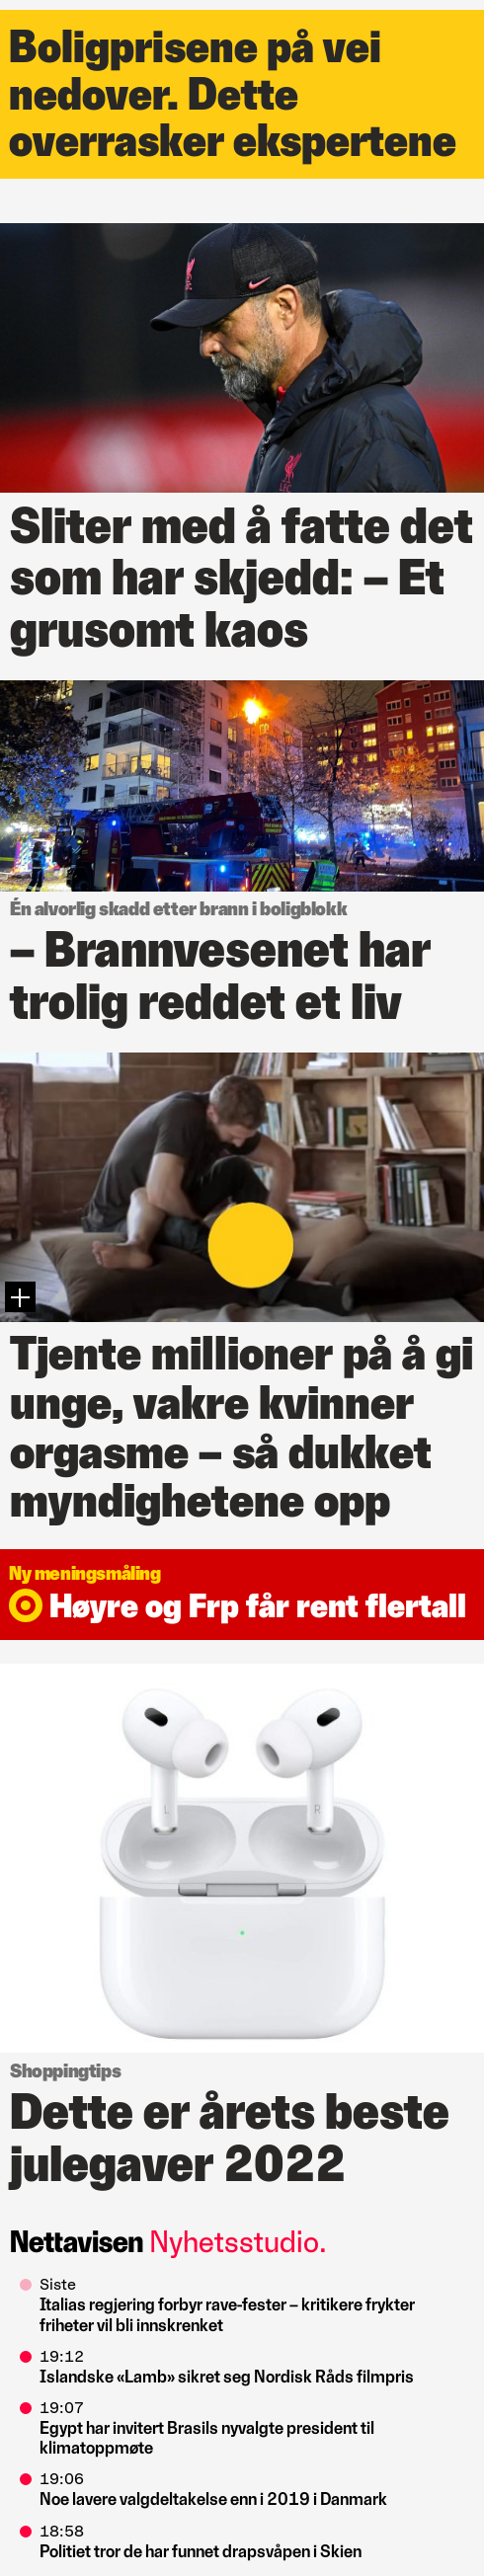 Boligprisene på vei
nedover. Dette
overrasker ekspertene
Sliter med å fatte det
som har skjedd: – Et
grusomt kaos
Én alvorlig skadd etter brann i boligblokk
– Brannvesenet har
trolig reddet et liv
Tjente millioner på å gi
unge, vakre kvinner
orgasme – så dukket
myndighetene opp
Ny meningsmåling
Høyre og Frp får rent flertall
L R
Shoppingtips
Dette er årets beste
julegaver 2022
Nettavisen Nyhetsstudio.
Siste
Italias regjering forbyr rave-fester – kritikere frykter
friheter vil bli innskrenket
19:12
Islandske «Lamb» sikret seg Nordisk Råds filmpris
19:07
Egypt har invitert Brasils nyvalgte president til
klimatoppmøte
19:06
Noe lavere valgdeltakelse enn i 2019 i Danmark
18:58
Politiet tror de har funnet drapsvåpen i Skien